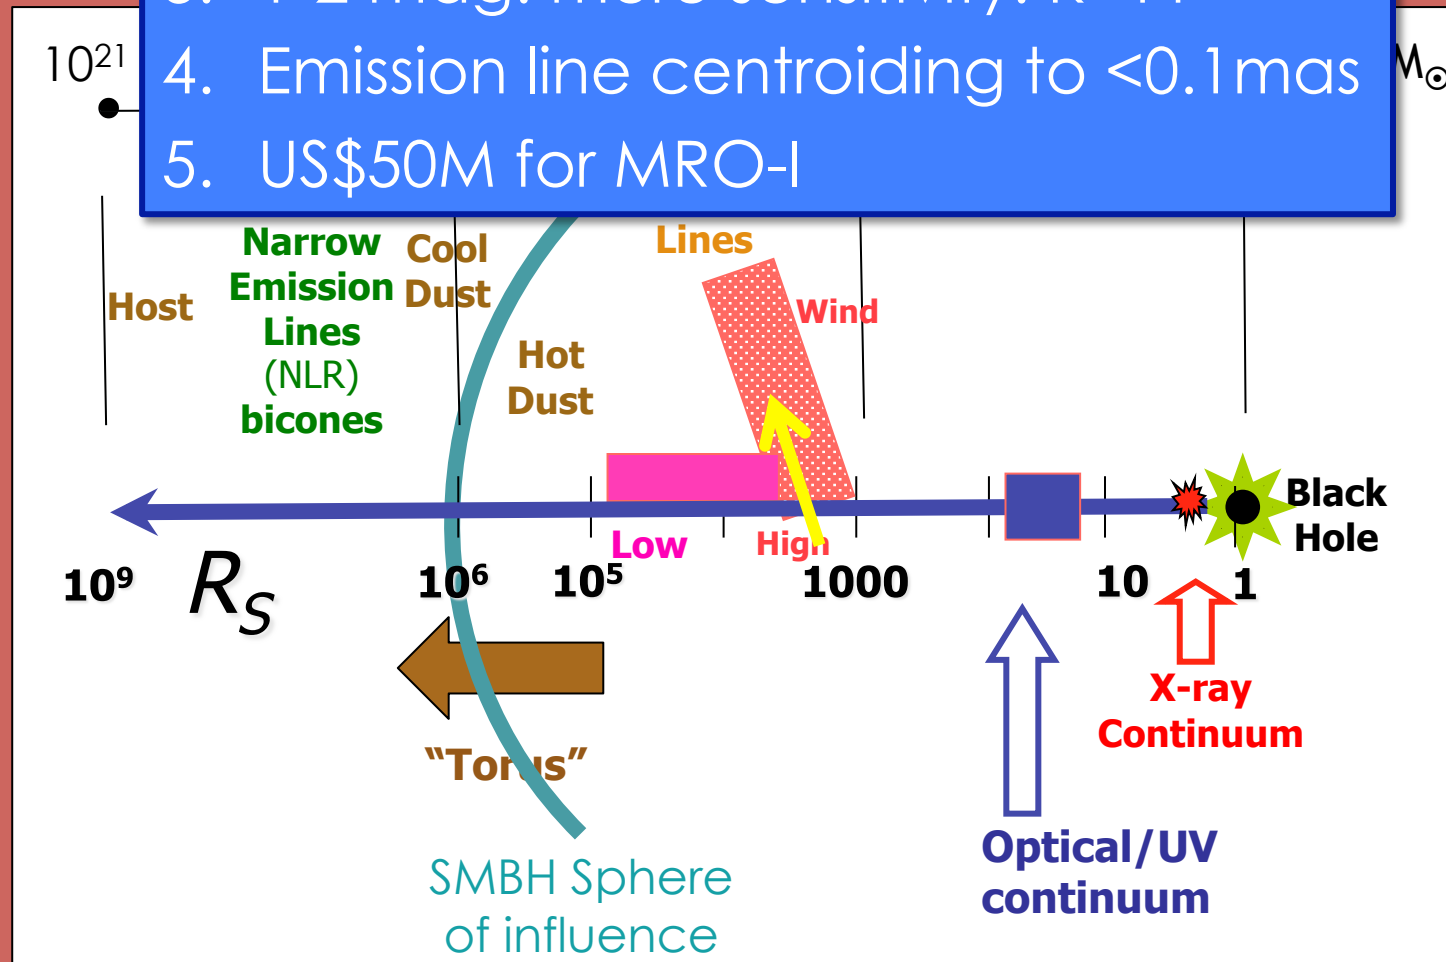 4. Emission line centroiding to <0.1mas
5. US$50M for MRO-I
10²¹
M☉
Narrow
Emission
Lines
(NLR)
bicones
Cool
Dust
Lines
Host
Wind
Hot
Dust
Black
Hole
Low
High
10⁹
R_S
10⁶
10⁵
1000
10
1
X-ray
Continuum
"Torus"
Optical/UV
continuum
SMBH Sphere
of influence